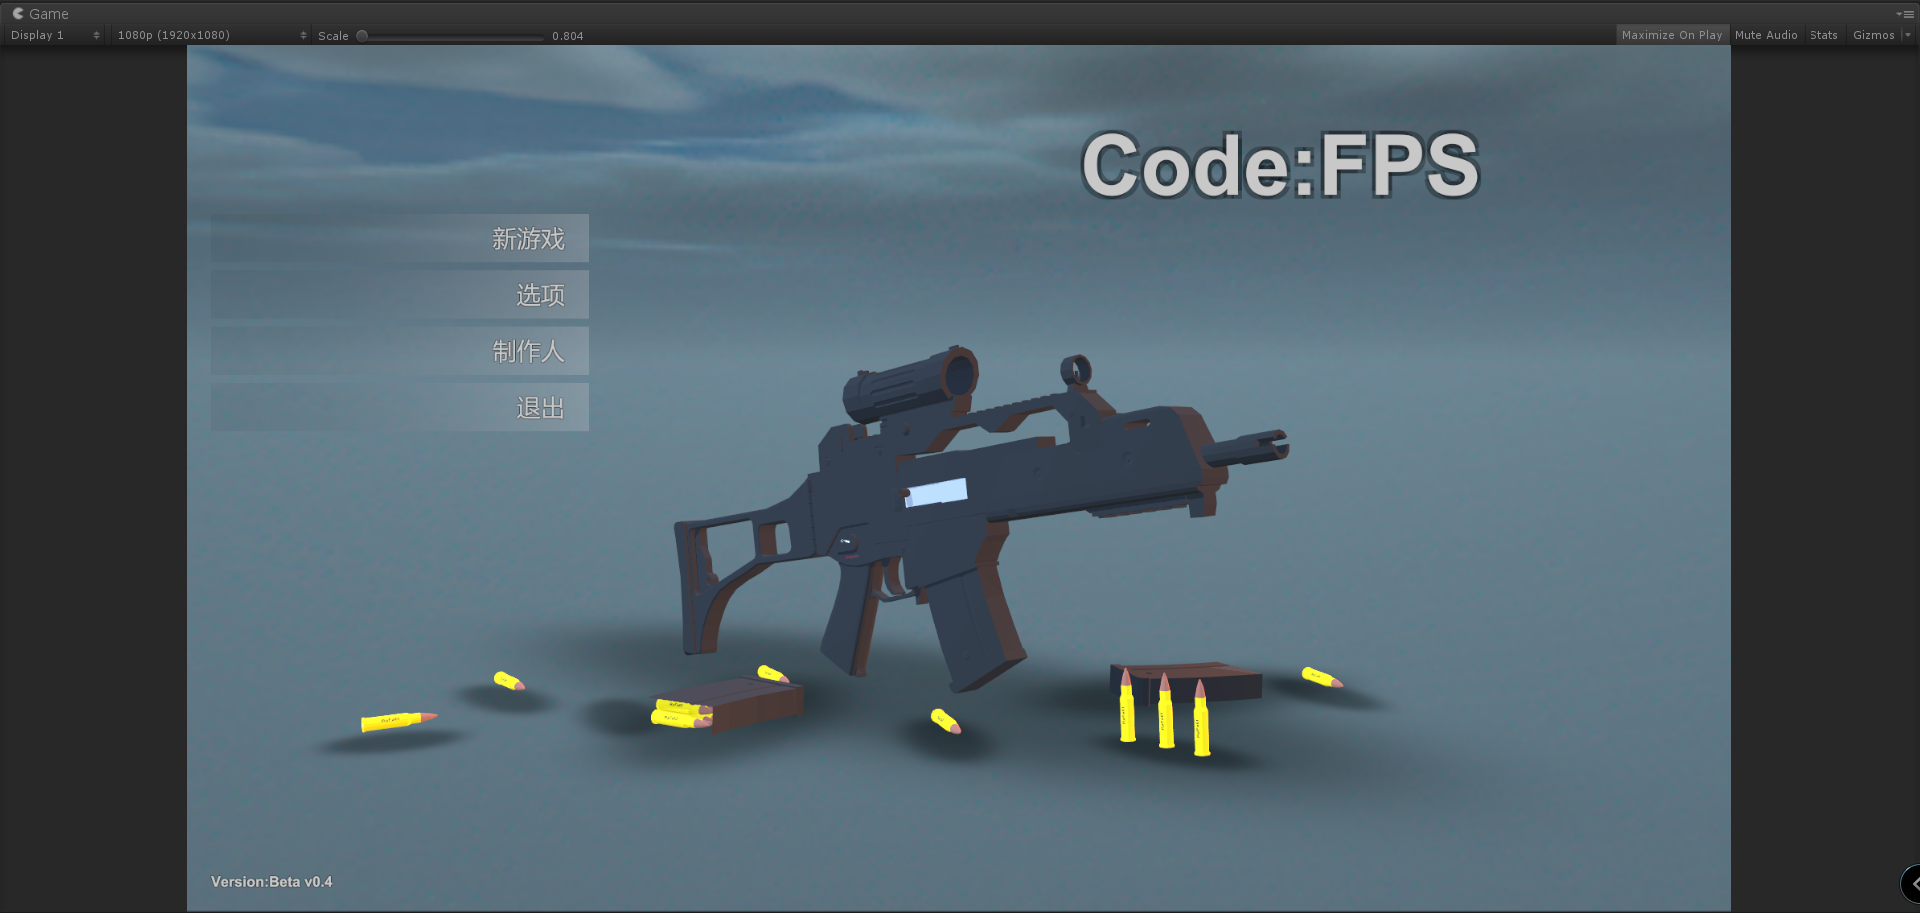 Game
Display 1
1080p (1920x1080)
Scale
0.804
Maximize On Play
Mute Audio
Stats
Gizmos
Code:FPS
新游戏
选项
制作人
退出
Version:Beta v0.4